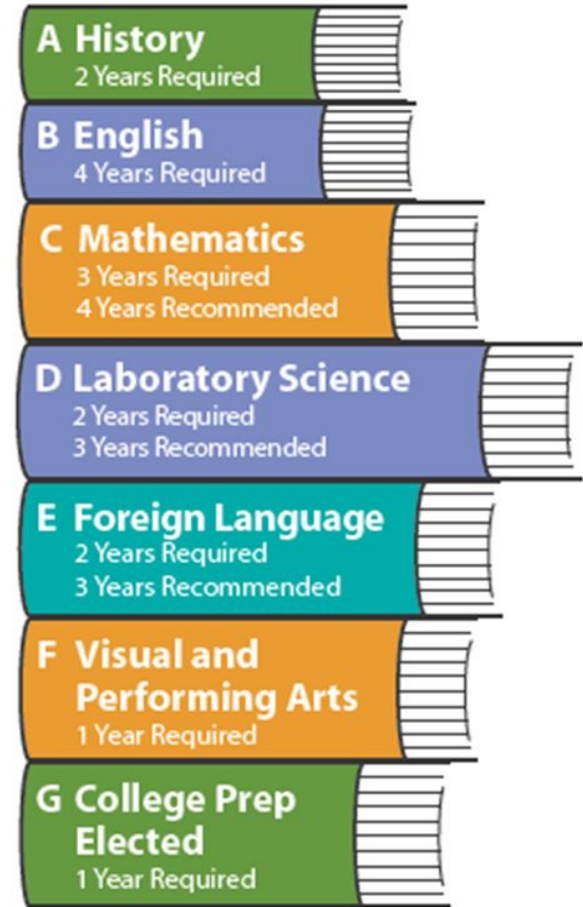 A History
2 Years Required
B English
4 Years Required
C Mathematics
3 Years Required
4 Years Recommended
D Laboratory Science
2 Years Required
3 Years Recommended
E Foreign Language
2 Years Required
3 Years Recommended
F Visual and
Performing Arts
1 Year Required
G College Prep
Elected
1 Year Required